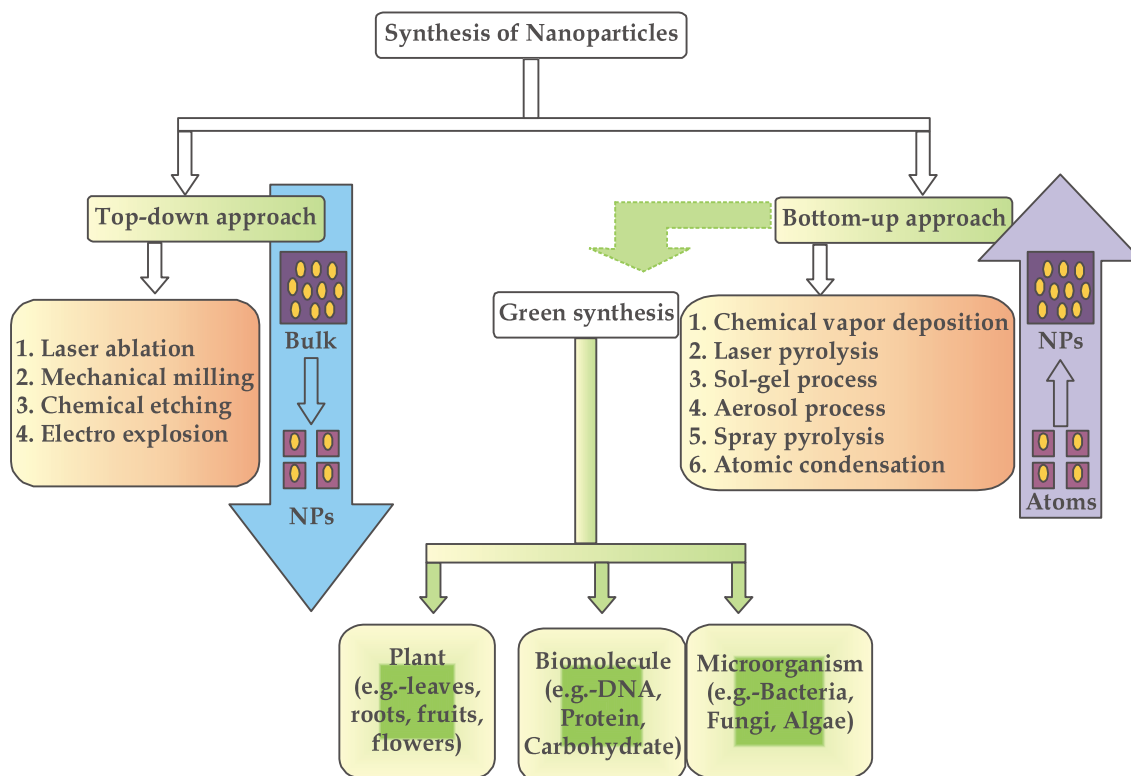 Synthesis of Nanoparticles
Top-down approach
Bottom-up approach
1. Laser ablation
2. Mechanical milling
3. Chemical etching
4. Electro explosion
Bulk
NPs
Green synthesis
1. Chemical vapor deposition
2. Laser pyrolysis
3. Sol-gel process
4. Aerosol process
5. Spray pyrolysis
6. Atomic condensation
NPs
Atoms
Plant
(e.g.-leaves,
roots, fruits,
flowers)
Biomolecule
(e.g.-DNA,
Protein,
Carbohydrate)
Microorganism
(e.g.-Bacteria,
Fungi, Algae)